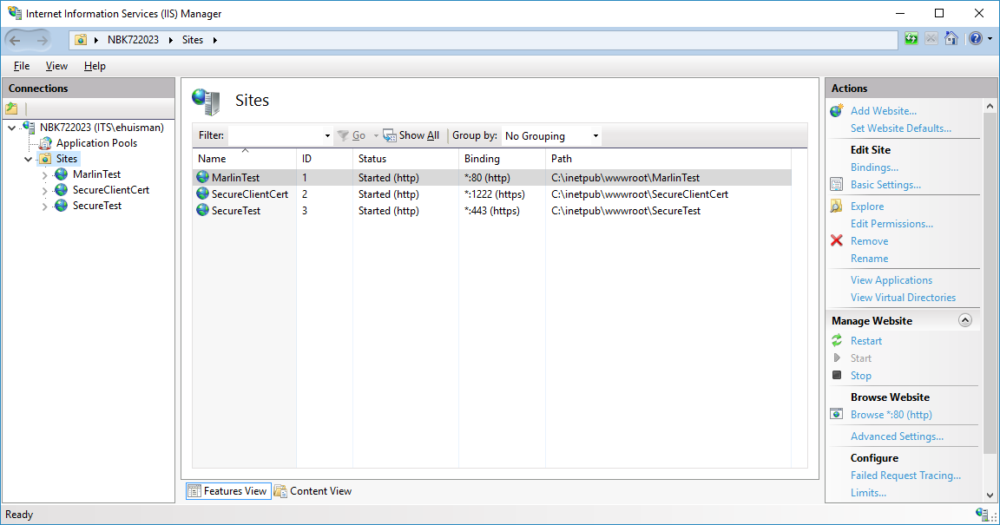 Internet Information Services (IIS) Manager
NBK722023 Sites
File View Help
Connections
NBK722023 (ITS\ehuisman)
Application Pools
Sites
MarlinTest
SecureClientCert
SecureTest
Sites
Filter: Go Show All Group by: No Grouping
Name ID Status Binding Path
MarlinTest 1 Started (http) *:80 (http) C:\inetpub\wwwroot\MarlinTest
SecureClientCert 2 Started (http) *:1222 (https) C:\inetpub\wwwroot\SecureClientCert
SecureTest 3 Started (http) *:443 (https) C:\inetpub\wwwroot\SecureTest
Features View Content View
Actions
Add Website...
Set Website Defaults...
Edit Site
Bindings...
Basic Settings...
Explore
Edit Permissions...
Remove
Rename
View Applications
View Virtual Directories
Manage Website
Restart
Start
Stop
Browse Website
Browse *:80 (http)
Advanced Settings...
Configure
Failed Request Tracing...
Limits...
Ready